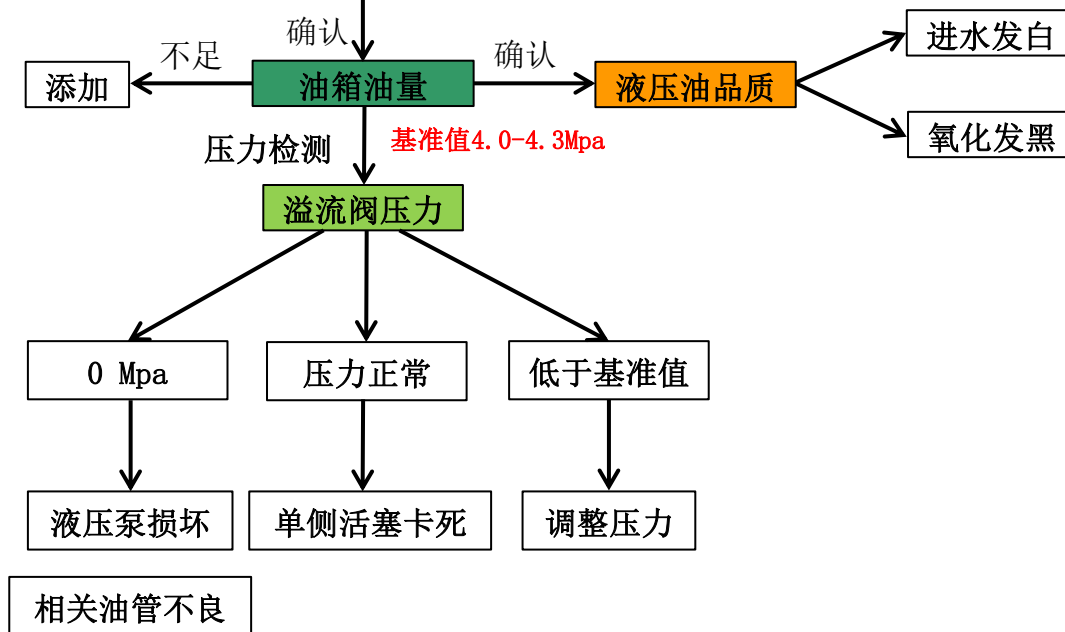 确认
进水发白
不足
确认
添加
油箱油量
液压油品质
压力检测
基准值4.0-4.3Mpa
氧化发黑
溢流阀压力
0 Mpa
压力正常
低于基准值
液压泵损坏
单侧活塞卡死
调整压力
相关油管不良